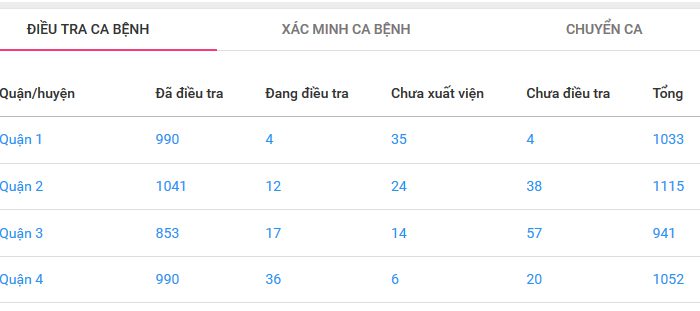 ĐIỀU TRA CA BỆNH XÁC MINH CA BỆNH CHUYỂN CA
Quận/huyện Đã điều tra Đang điều tra Chưa xuất viện Chưa điều tra Tổng
Quận 1 990 4 35 4 1033
Quận 2 1041 12 24 38 1115
Quận 3 853 17 14 57 941
Quận 4 990 36 6 20 1052